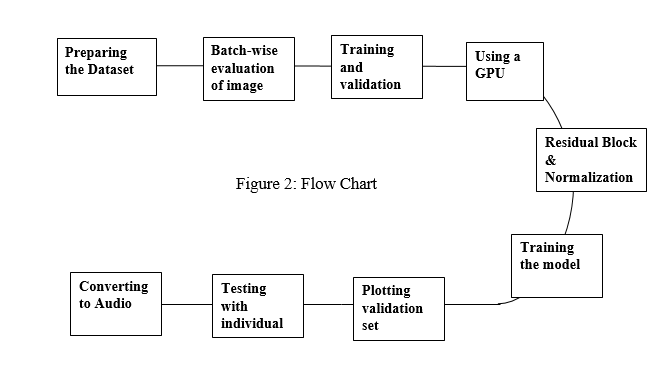 Preparing
the Dataset
Batch-wise
evaluation
of image
Training
and
validation
Using a
GPU
Residual Block
&
Normalization
Figure 2: Flow Chart
Training
the model
Converting
to Audio
Testing
with
individual
Plotting
validation
set